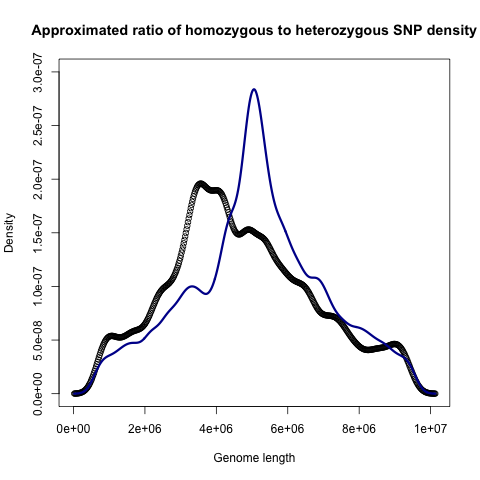 Approximated ratio of homozygous to heterozygous SNP density
Density
3.0e-07
2.5e-07
2.0e-07
1.5e-07
1.0e-07
5.0e-08
0.0e+00
0e+00 2e+06 4e+06 6e+06 8e+06 1e+07
Genome length